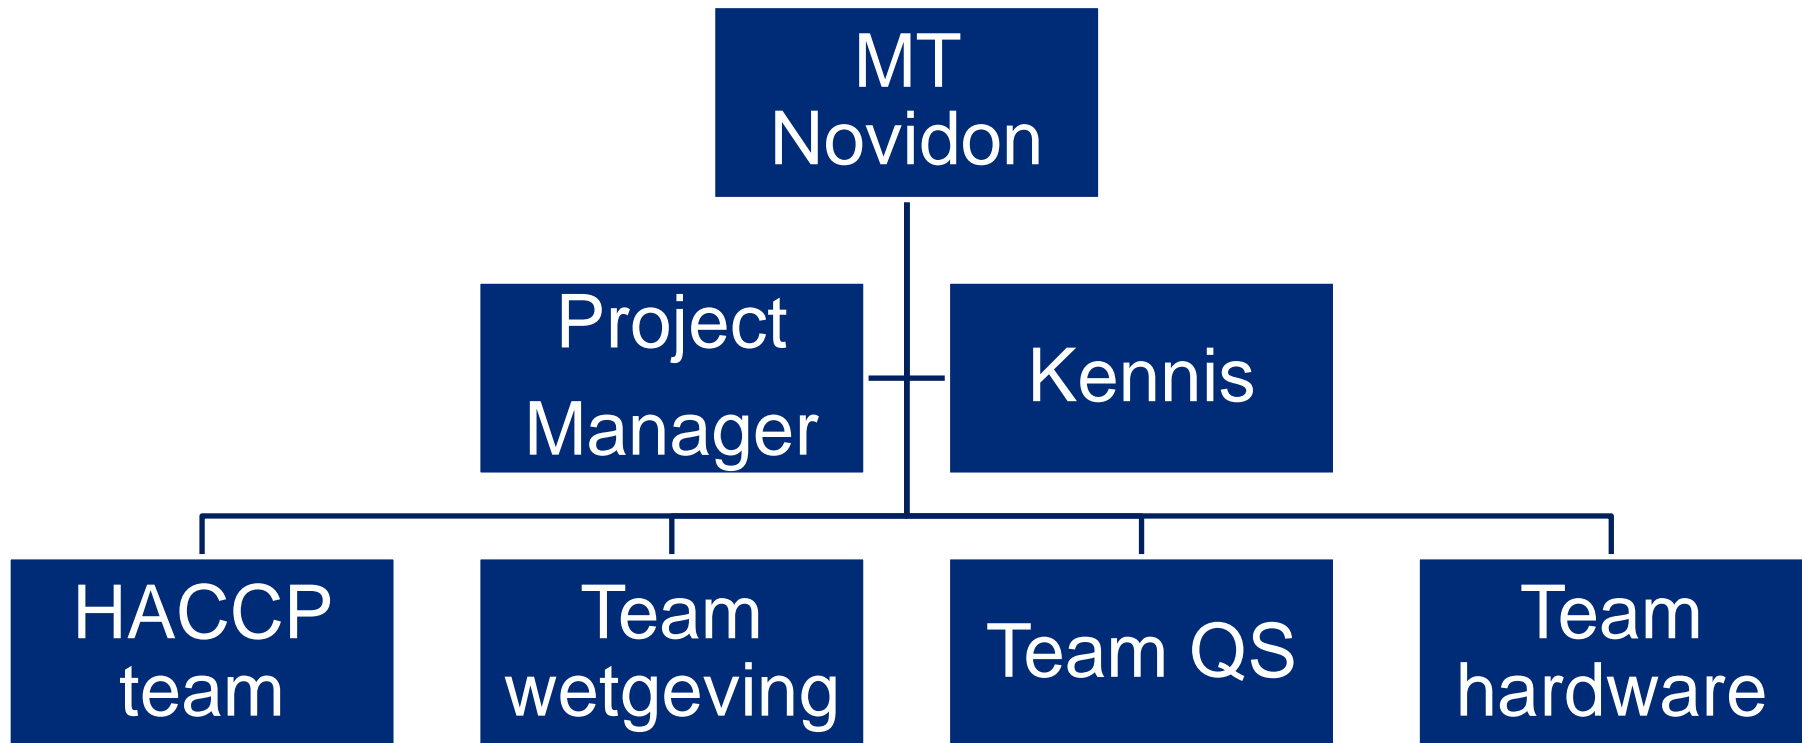 MT
Novidon
Project
Manager
Kennis
HACCP
team
Team
wetgeving
Team QS
Team
hardware